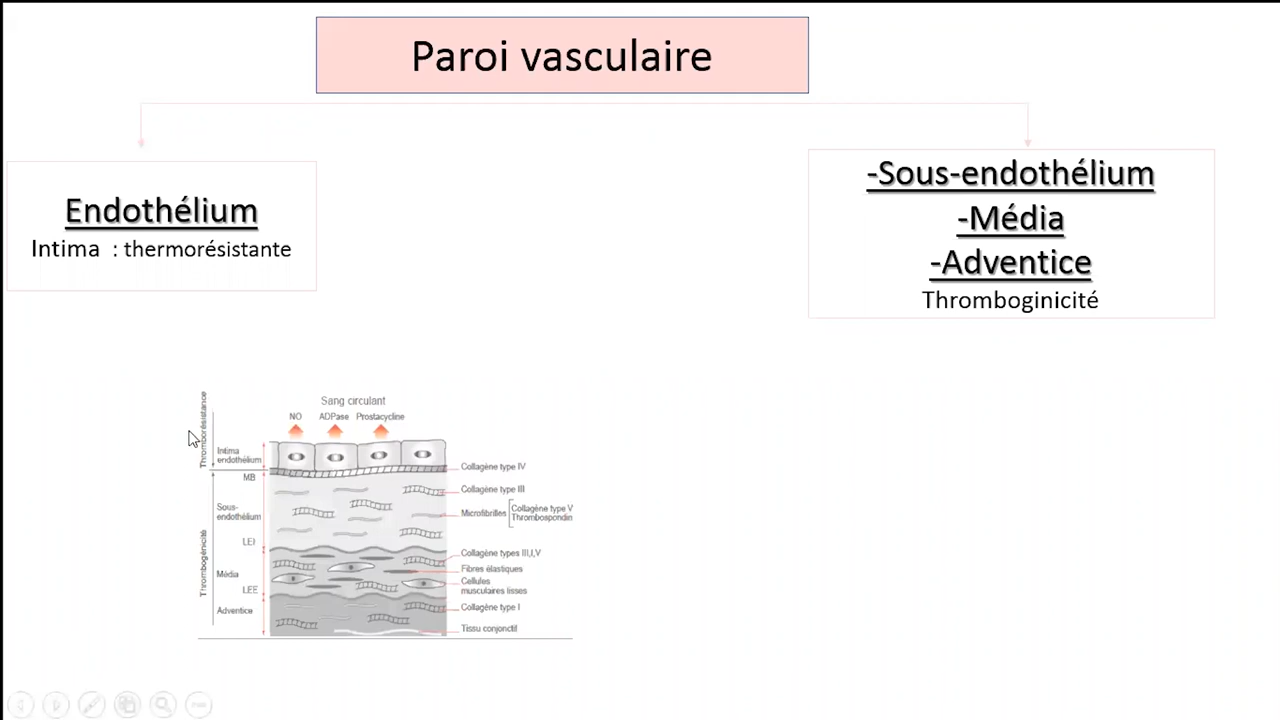 Paroi vasculaire
Endothélium
Intima : thermorésistante
-Sous-endothélium
-Média
-Adventice
Thromboginicité
Sang circulant
NO ADPase Prostacycline
Thromborésistance
Intima
endothélium
MB
Sous-
endothélium
LEI
Thrombogénicité
Média
LEE
Adventice
Collagène type IV
Collagène type III
Microfibrilles
Collagène type V
Thrombospondin
Collagène types III,I,V
Fibres élastiques
Cellules
musculaires lisses
Collagène type I
Tissu conjonctif